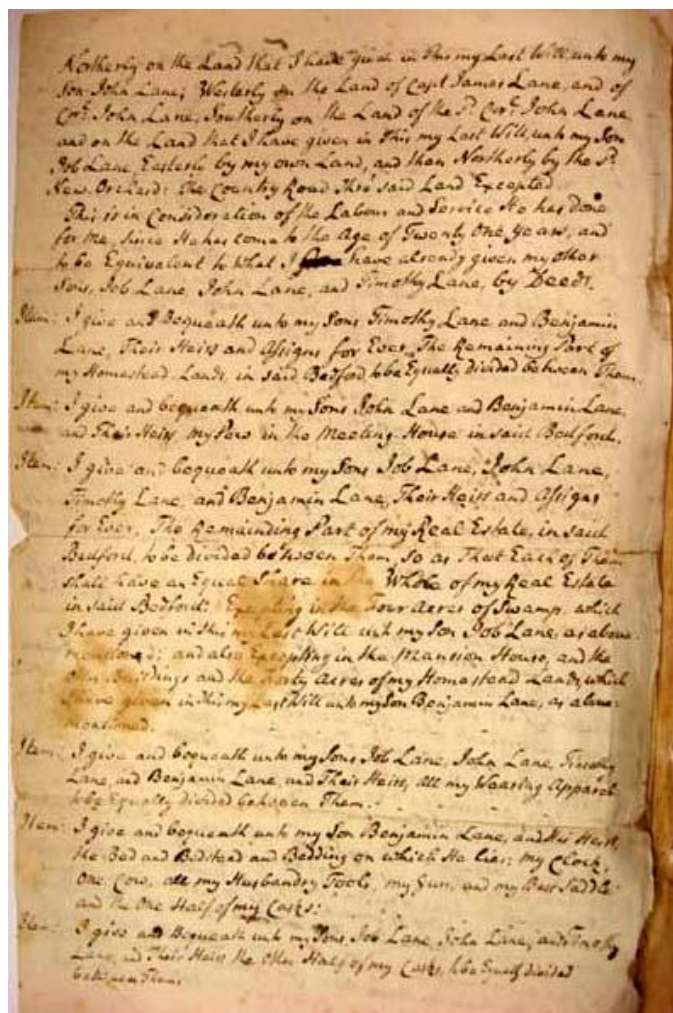 Northerly on the Land that I have given in This my Last Will, unto my
Son John Lane; Westerly on the Land of Capt James Lane, and of
Cor.l John Lane; Southerly on the Land of the s.d Cor.l John Lane
and on the Land that I have given in This my Last Will, unto my Son
Job Lane, Easterly by my own Land, and then Northerly by the s.d
New Orchard: the Country Road Thro' said Land Excepted.
This is in Consideration of the Labour and Service He has done
for me, since He has come to the Age of Twenty One years, and
to be Equivalent to what I have already given my other
Sons, Job Lane, John Lane, and Timothy Lane, by Deeds.
Item: I give and Bequeath unto my Sons Timothy Lane and Benjamin
Lane, Their Heirs and Assigns for Ever, The Remaining Part of
my Homestead Lands, in said Bedford to be Equally divided between Them.
Item: I give and bequeath unto my Sons John Lane and Benjamin Lane,
and Their Heirs, my Pew in the Meeting-House in said Bedford.
Item: I give and bequeath unto my Sons Job Lane, John Lane,
Timothy Lane, and Benjamin Lane, Their Heirs and Assigns
for Ever, The Remainding Part of my Real Estate, in said
Bedford, to be divided between Them, so as That Each of Them
shall have an Equal Share in the Whole of my Real Estate
in said Bedford: Excepting in the Four Acres of Swamp, which
I have given in this my Last Will unto my Son Job Lane, as above
mentioned; and also Excepting in the Mansion House, and the
other Buildings and the Forty Acres of my Homestead Lands, which
I have given in this my Last Will unto my Son Benjamin Lane, as above-
mentioned.
Item: I give and bequeath unto my Sons Job Lane, John Lane, Timothy
Lane, and Benjamin Lane, and Their Heirs, all my Wearing Apparel
to be Equally divided between Them.
Item: I give and bequeath unto my Son Benjamin Lane, and His Heirs,
the Bed and Bedstead and Bedding on which He lies; my Clock,
One Cow, all my Husbandry Tools, my Gun, and my Best Saddle
and the One Half of my Casks:
Item: I give and Bequeath unto my Sons, Job Lane, John Lane, and Timothy
Lane, and Their Heirs the Other Half of my Casks, to be Equally divided
between Them.